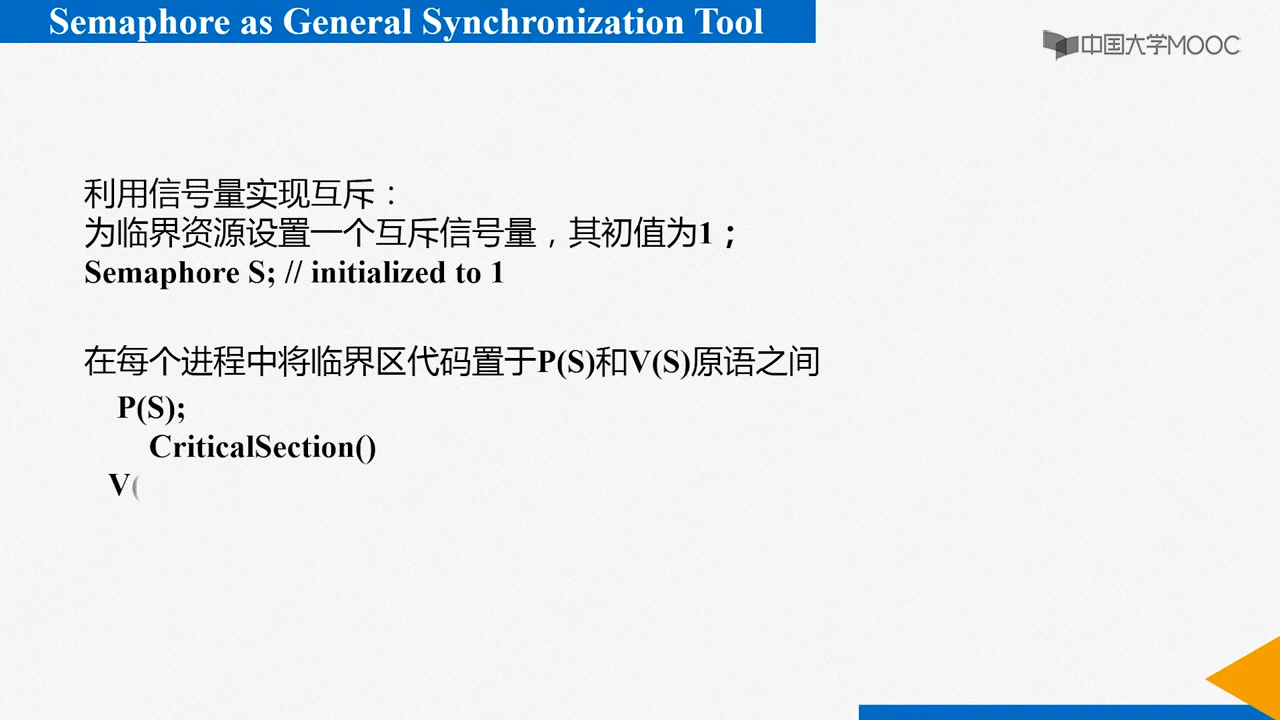 Semaphore as General Synchronization Tool
中国大学MOOC
利用信号量实现互斥：
为临界资源设置一个互斥信号量，其初值为1；
Semaphore S; // initialized to 1
在每个进程中将临界区代码置于P(S)和V(S)原语之间
P(S);
CriticalSection()
V(